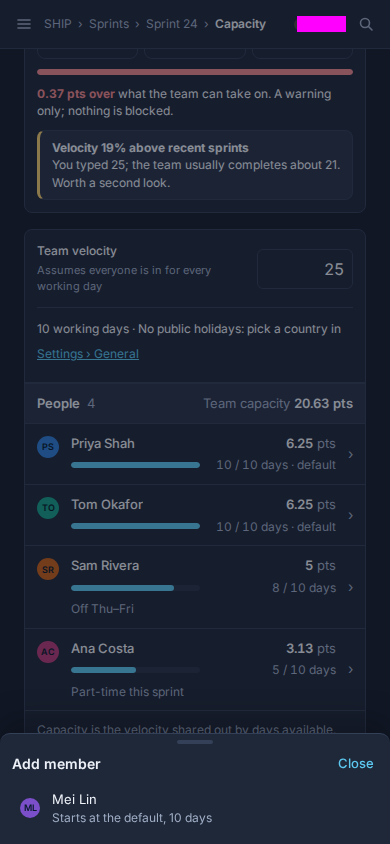 SHIP › Sprints › Sprint 24 › Capacity
0.37 pts over what the team can take on. A warning
only; nothing is blocked.
Velocity 19% above recent sprints
You typed 25; the team usually completes about 21.
Worth a second look.
Team velocity
Assumes everyone is in for every
working day
25
10 working days · No public holidays: pick a country in
Settings › General
People 4
Team capacity 20.63 pts
PS
Priya Shah
6.25 pts
10 / 10 days · default
TO
Tom Okafor
6.25 pts
10 / 10 days · default
SR
Sam Rivera
5 pts
8 / 10 days
Off Thu–Fri
AC
Ana Costa
3.13 pts
5 / 10 days
Part-time this sprint
Capacity is the velocity shared out by days available
Add member
Close
ML
Mei Lin
Starts at the default, 10 days